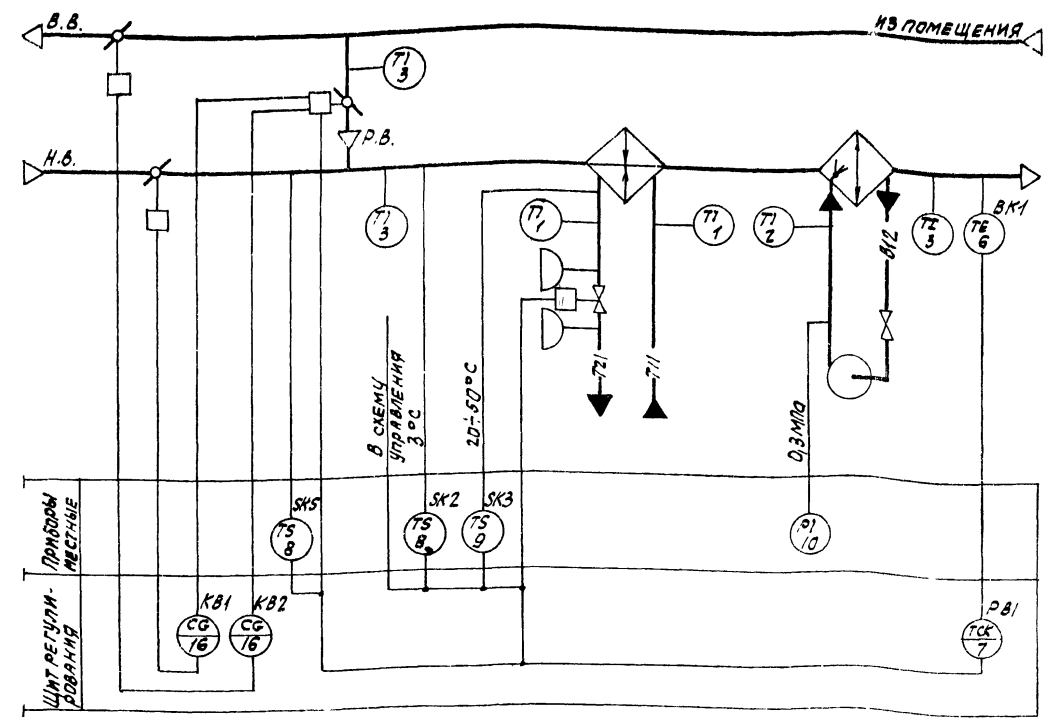 В.В.
ИЗ ПОМЕЩЕНИЯ
TI
3
Р.В.
Н.В.
TI
3
TI
1
TI
1
TI
2
TI
3
TE
6
ВК1
В12
Т21
Т11
В СХЕМУ
УПРАВЛЕНИЯ
3°С
20÷50°С
0,3 МПа
Приборы
местные
SK5
TS
8
SK2
TS
8
SK3
TS
9
PI
10
Щит регули-
рования
КВ1
CG
16
КВ2
CG
16
РВ1
TCK
7